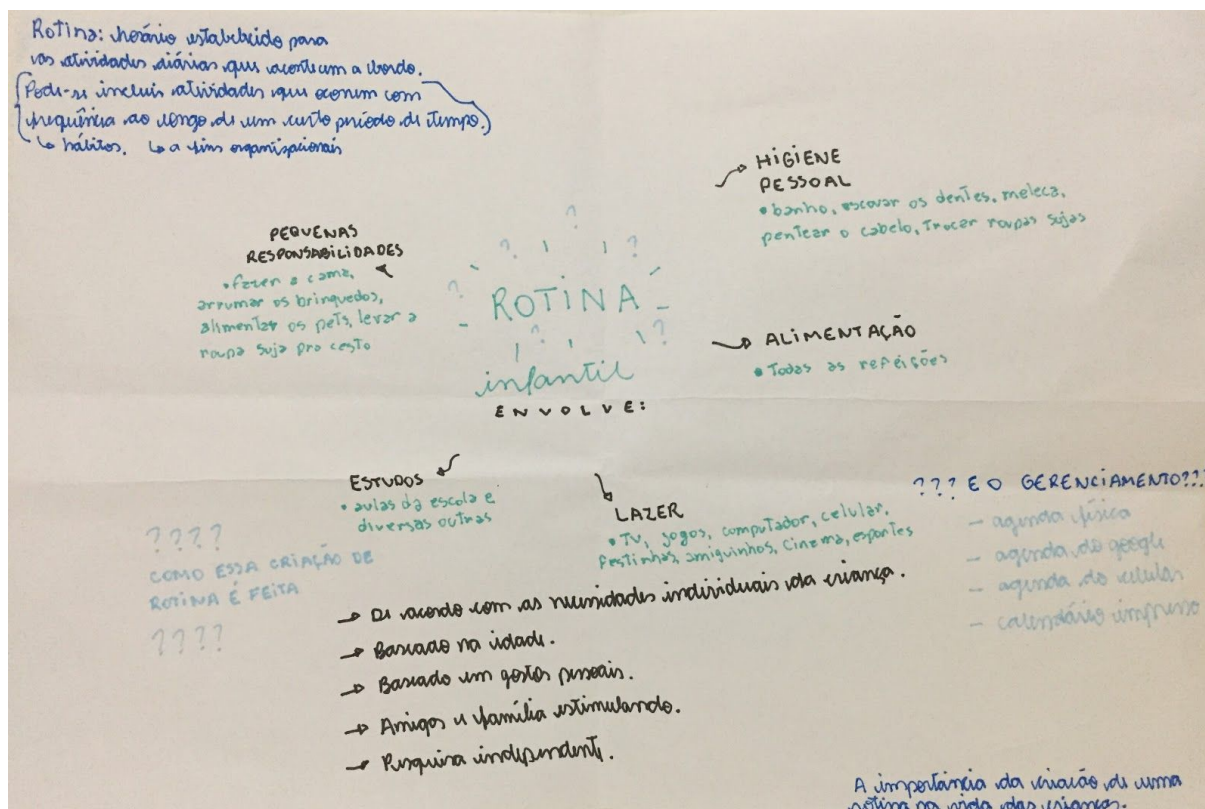 Rotina: horário estabelecido para
as atividades diárias que acontecem a bordo.
(Pode-se incluir atividades que ocorrem com
frequência ao longo de um curto período de tempo.)
↳ hábitos. ↳ a fins organizacionais
HIGIENE
PESSOAL
• banho, escovar os dentes, meleca,
pentear o cabelo, trocar roupas sujas
PEQUENAS
RESPONSABILIDADES
• fazer a cama,
arrumar os brinquedos,
alimentar os pets, levar a
roupa suja pro cesto
? ? ? ? ? ?
ROTINA
infantil
ENVOLVE:
ALIMENTAÇÃO
• Todas as refeições
ESTUDOS
• aulas da escola e
diversas outras
LAZER
• TV, jogos, computador, celular,
festinhas, amiguinhos, cinema, esportes
??? E O GERENCIAMENTO???
- agenda física
- agenda do google
- agenda do celular
- calendário impresso
????
COMO ESSA CRIAÇÃO DE
ROTINA É FEITA
????
→ De acordo com as necessidades individuais da criança.
→ Baseado na idade.
→ Baseado em gostos pessoais.
→ Amigos e família estimulando.
→ Pesquisa independente.
A importância da criação de uma
rotina na vida das crianças.